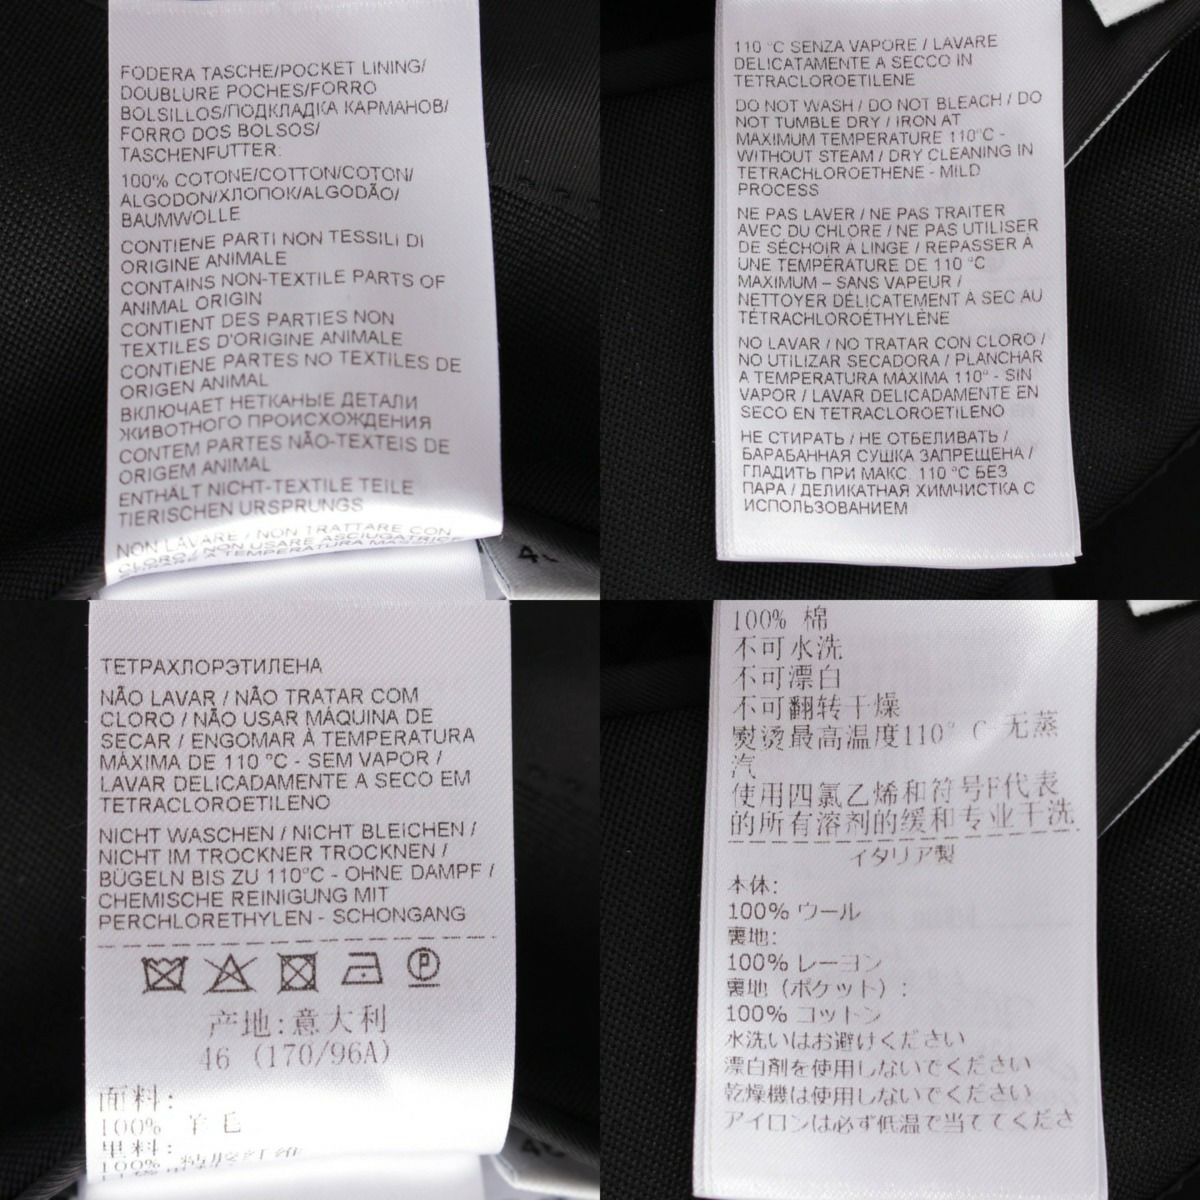 FODERA TASCHE/POCKET LINING/
DOUBLURE POCHES/FORRO
BOLSILLOS/ПОДКЛАДКА КАРМАНОВ/
FORRO DOS BOLSOS/
TASCHENFUTTER:
100% COTONE/COTTON/COTON/
ALGODON/ХЛОПОК/ALGODÃO/
BAUMWOLLE
CONTIENE PARTI NON TESSILI DI
ORIGINE ANIMALE
CONTAINS NON-TEXTILE PARTS OF
ANIMAL ORIGIN
CONTIENT DES PARTIES NON
TEXTILES D'ORIGINE ANIMALE
CONTIENE PARTES NO TEXTILES DE
ORIGEN ANIMAL
ВКЛЮЧАЕТ НЕТКАНЫЕ ДЕТАЛИ
ЖИВОТНОГО ПРОИСХОЖДЕНИЯ
CONTEM PARTES NÃO-TEXTEIS DE
ORIGEM ANIMAL
ENTHÄLT NICHT-TEXTILE TEILE
TIERISCHEN URSPRUNGS
NON LAVARE / NON TRATTARE CON
CLORO / NON USARE ASCIUGATRICE
110 °C SENZA VAPORE / LAVARE
DELICATAMENTE A SECCO IN
TETRACLOROETILENE
DO NOT WASH / DO NOT BLEACH / DO
NOT TUMBLE DRY / IRON AT
MAXIMUM TEMPERATURE 110°C -
WITHOUT STEAM / DRY CLEANING IN
TETRACHLOROETHENE - MILD
PROCESS
NE PAS LAVER / NE PAS TRAITER
AVEC DU CHLORE / NE PAS UTILISER
DE SÉCHOIR À LINGE / REPASSER À
UNE TEMPÉRATURE DE 110 °C
MAXIMUM – SANS VAPEUR /
NETTOYER DÉLICATEMENT A SEC AU
TÉTRACHLOROÉTHYLÈNE
NO LAVAR / NO TRATAR CON CLORO /
NO UTILIZAR SECADORA / PLANCHAR
A TEMPERATURA MÁXIMA 110° - SIN
VAPOR / LAVAR DELICADAMENTE EN
SECO EN TETRACLOROETILENO
НЕ СТИРАТЬ / НЕ ОТБЕЛИВАТЬ /
БАРАБАННАЯ СУШКА ЗАПРЕЩЕНА /
ГЛАДИТЬ ПРИ МАКС. 110 °C БЕЗ
ПАРА / ДЕЛИКАТНАЯ ХИМЧИСТКА С
ИСПОЛЬЗОВАНИЕМ
ТЕТРАХЛОРЭТИЛЕНА
NÃO LAVAR / NÃO TRATAR COM
CLORO / NÃO USAR MÁQUINA DE
SECAR / ENGOMAR À TEMPERATURA
MÁXIMA DE 110 °C - SEM VAPOR /
LAVAR DELICADAMENTE A SECO EM
TETRACLOROETILENO
NICHT WASCHEN / NICHT BLEICHEN /
NICHT IM TROCKNER TROCKNEN /
BÜGELN BIS ZU 110°C - OHNE DAMPF /
CHEMISCHE REINIGUNG MIT
PERCHLORETHYLEN - SCHONGANG
P
产地:意大利
46 (170/96A)
面料:
100% 羊毛
里料:
100% 粘胶纤维
100% 棉
不可水洗
不可漂白
不可翻转干燥
熨烫最高温度110° C-无蒸
汽
使用四氯乙烯和符号F代表
的所有溶剂的缓和专业干洗
イタリア製
本体:
100% ウール
裏地:
100% レーヨン
裏地（ポケット）:
100% コットン
水洗いはお避けください
漂白剤を使用しないでください
乾燥機は使用しないでください
アイロンは必ず低温で当ててくださ